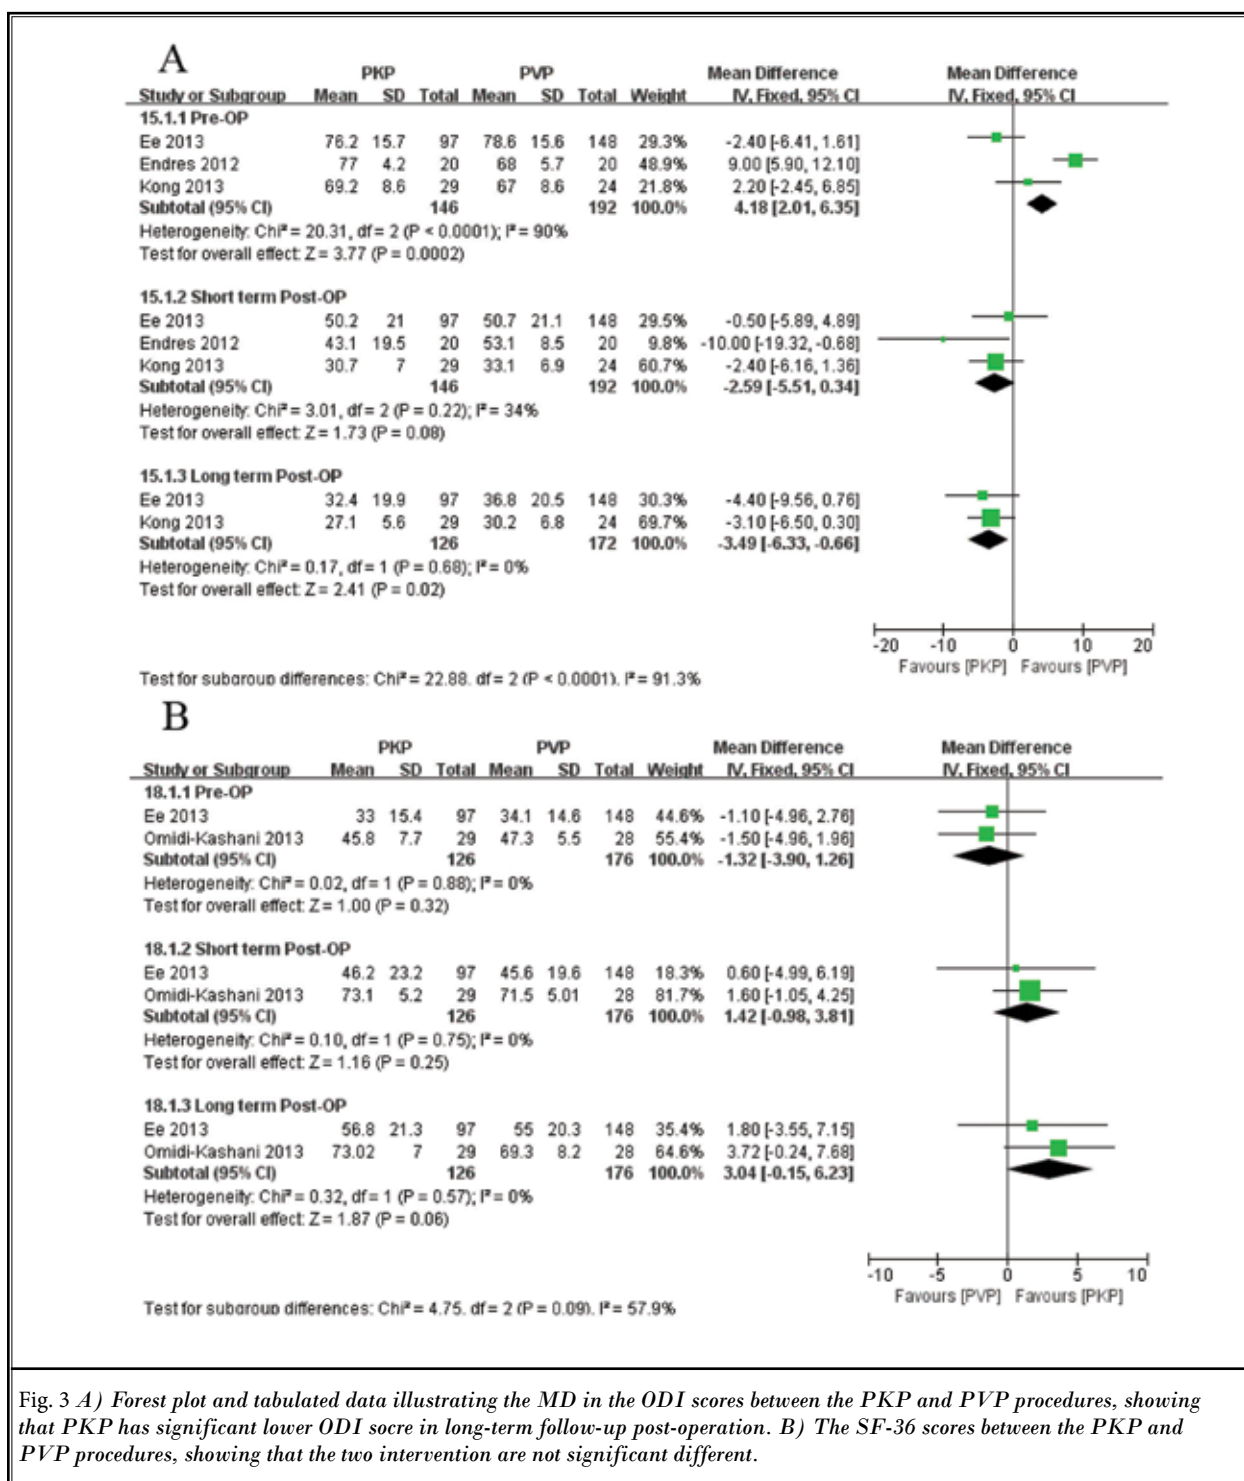 A
PKP PVP Mean Difference Mean Difference
Study or Subgroup Mean SD Total Mean SD Total Weight IV, Fixed, 95% CI IV, Fixed, 95% CI
15.1.1 Pre-OP
Ee 2013 76.2 15.7 97 78.6 15.6 148 29.3% -2.40 [-6.41, 1.61]
Endres 2012 77 4.2 20 68 5.7 20 48.9% 9.00 [5.90, 12.10]
Kong 2013 69.2 8.6 29 67 8.6 24 21.8% 2.20 [-2.45, 6.85]
Subtotal (95% CI) 146 192 100.0% 4.18 [2.01, 6.35]
Heterogeneity: Chi² = 20.31, df = 2 (P < 0.0001); I² = 90%
Test for overall effect: Z = 3.77 (P = 0.0002)
15.1.2 Short term Post-OP
Ee 2013 50.2 21 97 50.7 21.1 148 29.5% -0.50 [-5.89, 4.89]
Endres 2012 43.1 19.5 20 53.1 8.5 20 9.8% -10.00 [-19.32, -0.68]
Kong 2013 30.7 7 29 33.1 6.9 24 60.7% -2.40 [-6.16, 1.36]
Subtotal (95% CI) 146 192 100.0% -2.59 [-5.51, 0.34]
Heterogeneity: Chi² = 3.01, df = 2 (P = 0.22); I² = 34%
Test for overall effect: Z = 1.73 (P = 0.08)
15.1.3 Long term Post-OP
Ee 2013 32.4 19.9 97 36.8 20.5 148 30.3% -4.40 [-9.56, 0.76]
Kong 2013 27.1 5.6 29 30.2 6.8 24 69.7% -3.10 [-6.50, 0.30]
Subtotal (95% CI) 126 172 100.0% -3.49 [-6.33, -0.66]
Heterogeneity: Chi² = 0.17, df = 1 (P = 0.68); I² = 0%
Test for overall effect: Z = 2.41 (P = 0.02)
-20 -10 0 10 20
Favours [PKP] Favours [PVP]
Test for subgroup differences: Chi² = 22.88. df = 2 (P < 0.0001). I² = 91.3%
B
PKP PVP Mean Difference Mean Difference
Study or Subgroup Mean SD Total Mean SD Total Weight IV, Fixed, 95% CI IV, Fixed, 95% CI
18.1.1 Pre-OP
Ee 2013 33 15.4 97 34.1 14.6 148 44.6% -1.10 [-4.96, 2.76]
Omidi-Kashani 2013 45.8 7.7 29 47.3 5.5 28 55.4% -1.50 [-4.96, 1.96]
Subtotal (95% CI) 126 176 100.0% -1.32 [-3.90, 1.26]
Heterogeneity: Chi² = 0.02, df = 1 (P = 0.88); I² = 0%
Test for overall effect: Z = 1.00 (P = 0.32)
18.1.2 Short term Post-OP
Ee 2013 46.2 23.2 97 45.6 19.6 148 18.3% 0.60 [-4.99, 6.19]
Omidi-Kashani 2013 73.1 5.2 29 71.5 5.01 28 81.7% 1.60 [-1.05, 4.25]
Subtotal (95% CI) 126 176 100.0% 1.42 [-0.98, 3.81]
Heterogeneity: Chi² = 0.10, df = 1 (P = 0.75); I² = 0%
Test for overall effect: Z = 1.16 (P = 0.25)
18.1.3 Long term Post-OP
Ee 2013 56.8 21.3 97 55 20.3 148 35.4% 1.80 [-3.55, 7.15]
Omidi-Kashani 2013 73.02 7 29 69.3 8.2 28 64.6% 3.72 [-0.24, 7.68]
Subtotal (95% CI) 126 176 100.0% 3.04 [-0.15, 6.23]
Heterogeneity: Chi² = 0.32, df = 1 (P = 0.57); I² = 0%
Test for overall effect: Z = 1.87 (P = 0.06)
-10 -5 0 5 10
Favours [PVP] Favours [PKP]
Test for subgroup differences: Chi² = 4.75. df = 2 (P = 0.09). I² = 57.9%
Fig. 3 A) Forest plot and tabulated data illustrating the MD in the ODI scores between the PKP and PVP procedures, showing
that PKP has significant lower ODI socre in long-term follow-up post-operation. B) The SF-36 scores between the PKP and
PVP procedures, showing that the two intervention are not significant different.